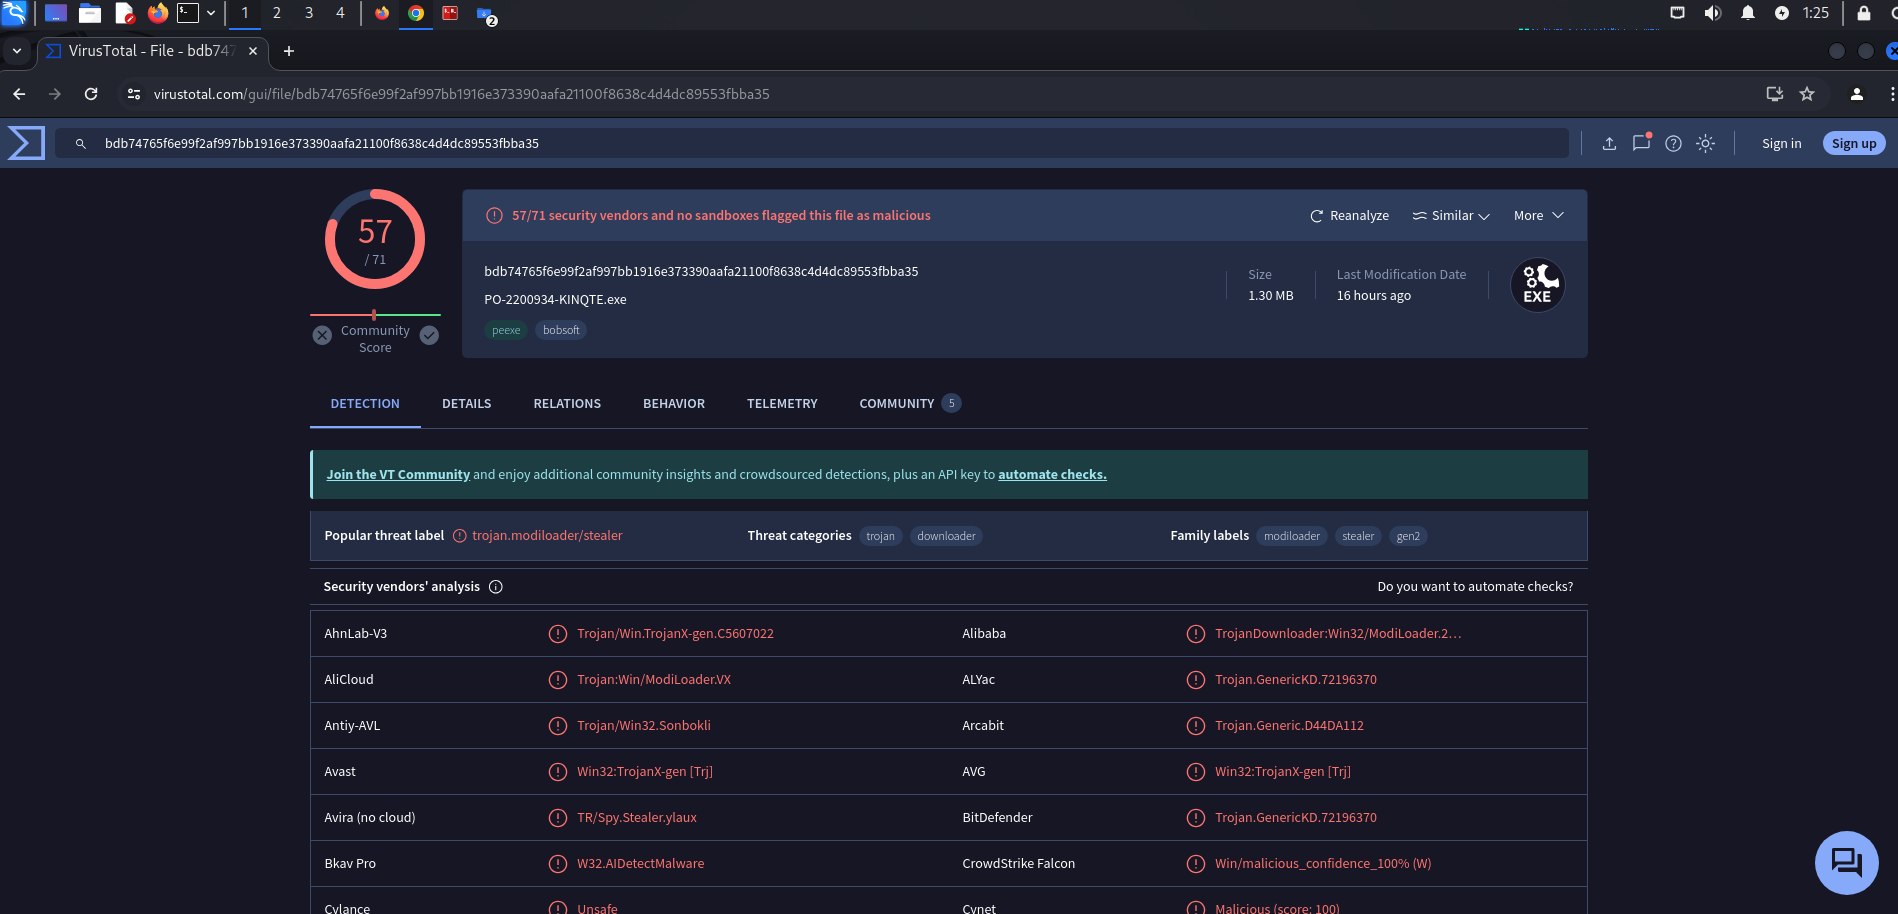 1 2 3 4
2
1:25
VirusTotal - File - bdb747
virustotal.com/gui/file/bdb74765f6e99f2af997bb1916e373390aafa21100f8638c4d4dc89553fbba35
bdb74765f6e99f2af997bb1916e373390aafa21100f8638c4d4dc89553fbba35
Sign in
Sign up
57
/ 71
Community
Score
57/71 security vendors and no sandboxes flagged this file as malicious
Reanalyze
Similar
More
bdb74765f6e99f2af997bb1916e373390aafa21100f8638c4d4dc89553fbba35
PO-2200934-KINQTE.exe
peexe
bobsoft
Size
1.30 MB
Last Modification Date
16 hours ago
EXE
DETECTION
DETAILS
RELATIONS
BEHAVIOR
TELEMETRY
COMMUNITY 5
Join the VT Community and enjoy additional community insights and crowdsourced detections, plus an API key to automate checks.
Popular threat label trojan.modiloader/stealer
Threat categories trojan downloader
Family labels modiloader stealer gen2
Security vendors' analysis
Do you want to automate checks?
AhnLab-V3 Trojan/Win.TrojanX-gen.C5607022
Alibaba TrojanDownloader:Win32/ModiLoader.2...
AliCloud Trojan:Win/ModiLoader.VX
ALYac Trojan.GenericKD.72196370
Antiy-AVL Trojan/Win32.Sonbokli
Arcabit Trojan.Generic.D44DA112
Avast Win32:TrojanX-gen [Trj]
AVG Win32:TrojanX-gen [Trj]
Avira (no cloud) TR/Spy.Stealer.ylaux
BitDefender Trojan.GenericKD.72196370
Bkav Pro W32.AIDetectMalware
CrowdStrike Falcon Win/malicious_confidence_100% (W)
Cylance Unsafe
Cynet Malicious (score: 100)